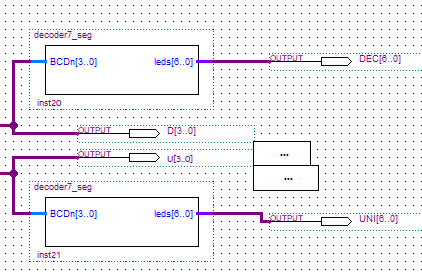 decoder7_seg
BCDn[3..0] leds[6..0]
inst20
OUTPUT DEC[6..0]
OUTPUT D[3..0]
OUTPUT U[3..0]
...
...
decoder7_seg
BCDn[3..0] leds[6..0]
inst21
OUTPUT UNI[6..0]